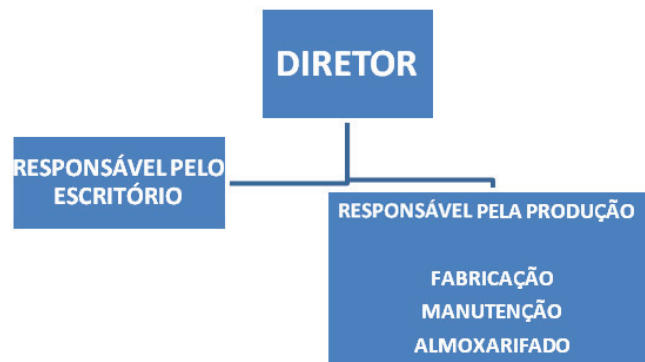 DIRETOR
RESPONSÁVEL PELO
ESCRITÓRIO
RESPONSÁVEL PELA PRODUÇÃO
FABRICAÇÃO
MANUTENÇÃO
ALMOXARIFADO